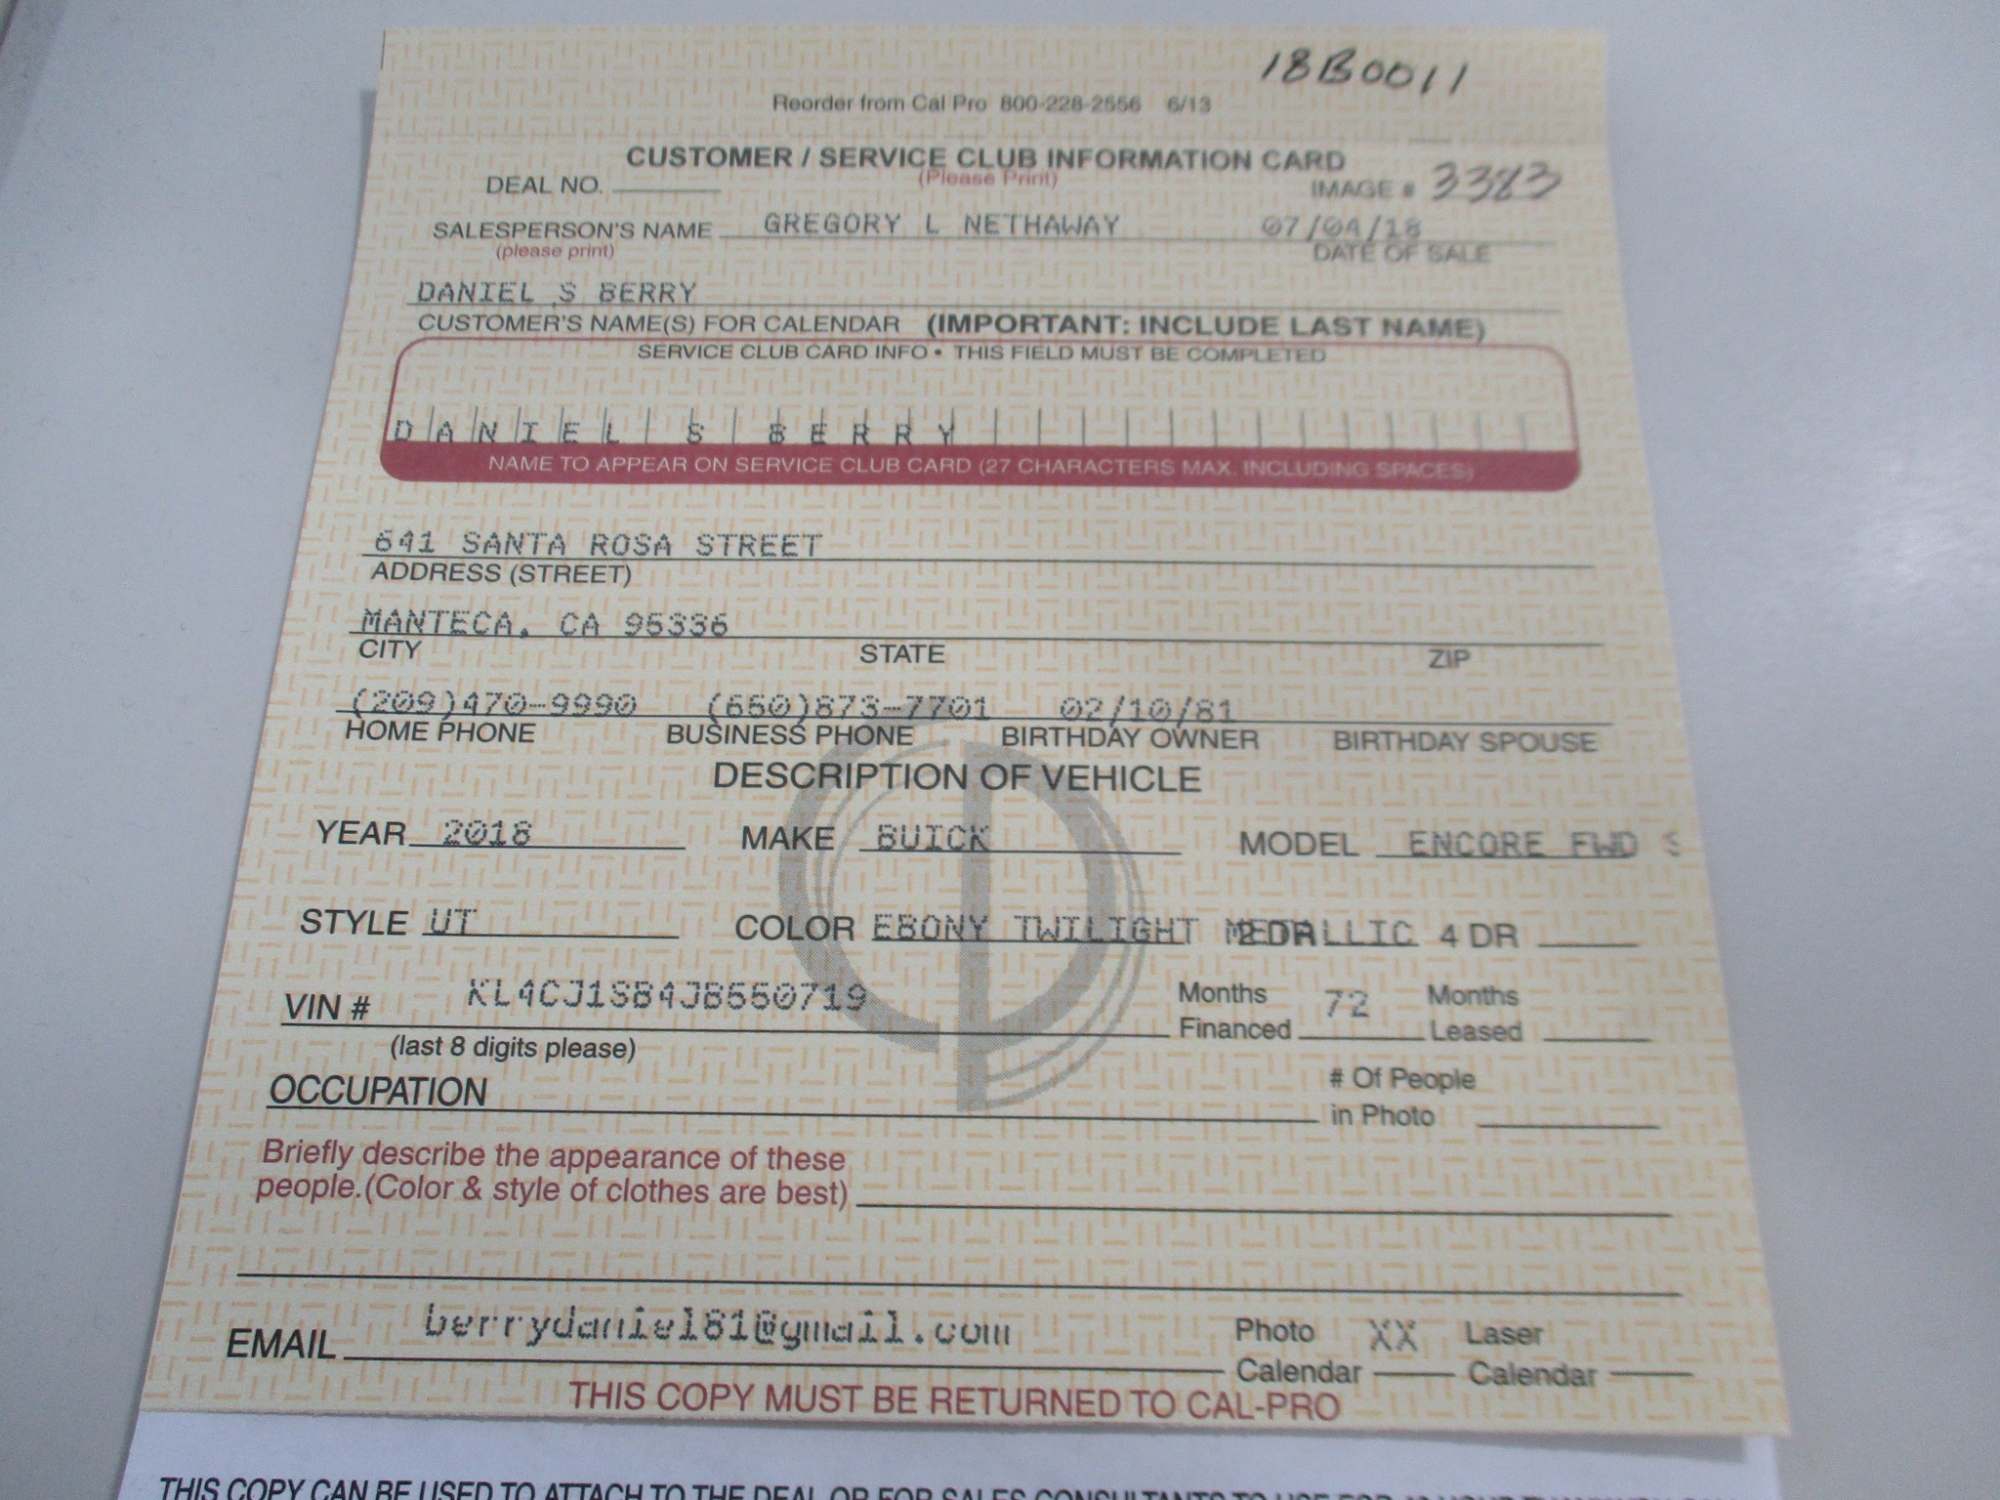 18B0011
Reorder from Cal Pro 800-228-2556 6/13
CUSTOMER / SERVICE CLUB INFORMATION CARD
(Please Print)
DEAL NO. IMAGE # 3383
SALESPERSON'S NAME GREGORY L NETHAWAY 07/04/18
(please print) DATE OF SALE
DANIEL S BERRY
CUSTOMER'S NAME(S) FOR CALENDAR (IMPORTANT: INCLUDE LAST NAME)
SERVICE CLUB CARD INFO • THIS FIELD MUST BE COMPLETED
DANIEL S BERRY
NAME TO APPEAR ON SERVICE CLUB CARD (27 CHARACTERS MAX. INCLUDING SPACES)
641 SANTA ROSA STREET
ADDRESS (STREET)
MANTECA, CA 95336
CITY STATE ZIP
(209)470-9990 (650)873-7701 02/10/81
HOME PHONE BUSINESS PHONE BIRTHDAY OWNER BIRTHDAY SPOUSE
DESCRIPTION OF VEHICLE
YEAR 2018 MAKE BUICK MODEL ENCORE FWD S
STYLE UT COLOR EBONY TWILIGHT METALLIC 2 DR 4 DR
VIN # KL4CJ1SB4JB550719 Months Financed 72 Months Leased
(last 8 digits please)
OCCUPATION # Of People in Photo
Briefly describe the appearance of these
people.(Color & style of clothes are best)
EMAIL berrydaniel81@gmail.com Photo Calendar XX Laser Calendar
THIS COPY MUST BE RETURNED TO CAL-PRO
THIS COPY CAN BE USED TO ATTACH TO THE DEAL OR FOR SALES CONSULTANTS TO USE FOR